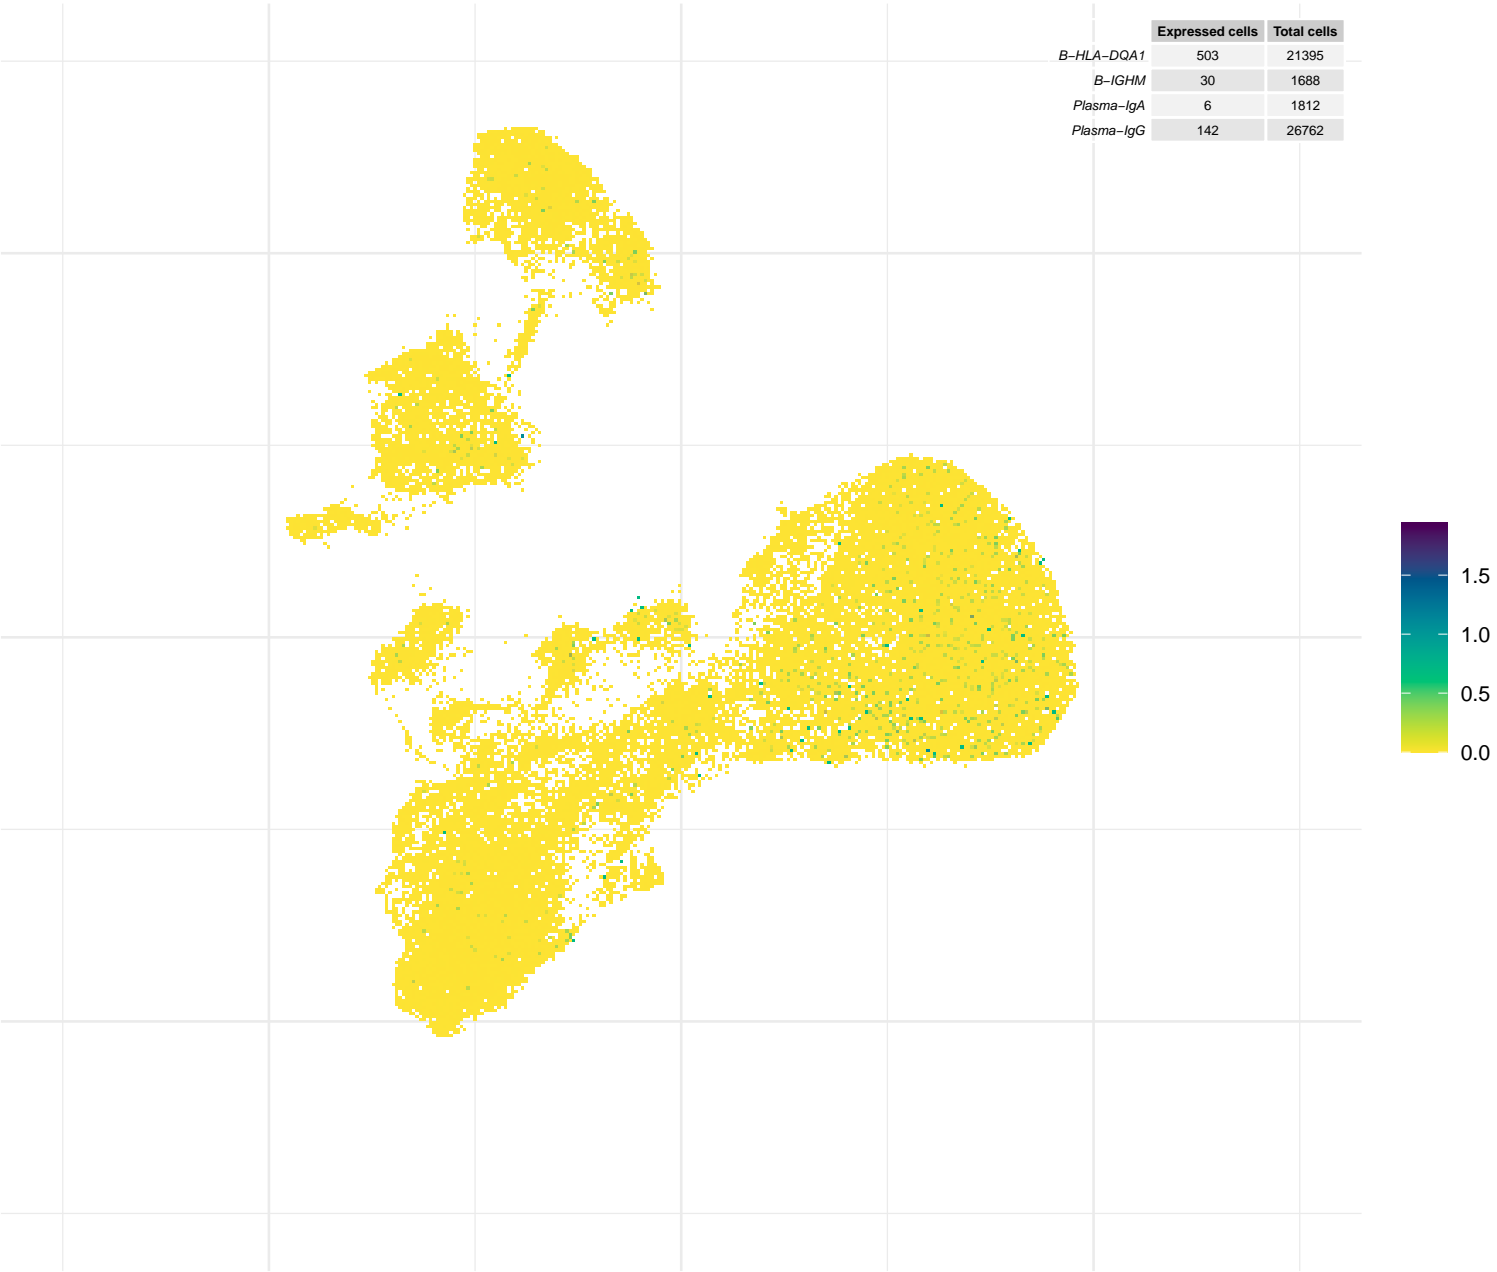 Expressed cells Total cells
B−HLA−DQA1 503 21395
B−IGHM 30 1688
Plasma−IgA 6 1812
Plasma−IgG 142 26762
1.5
1.0
0.5
0.0